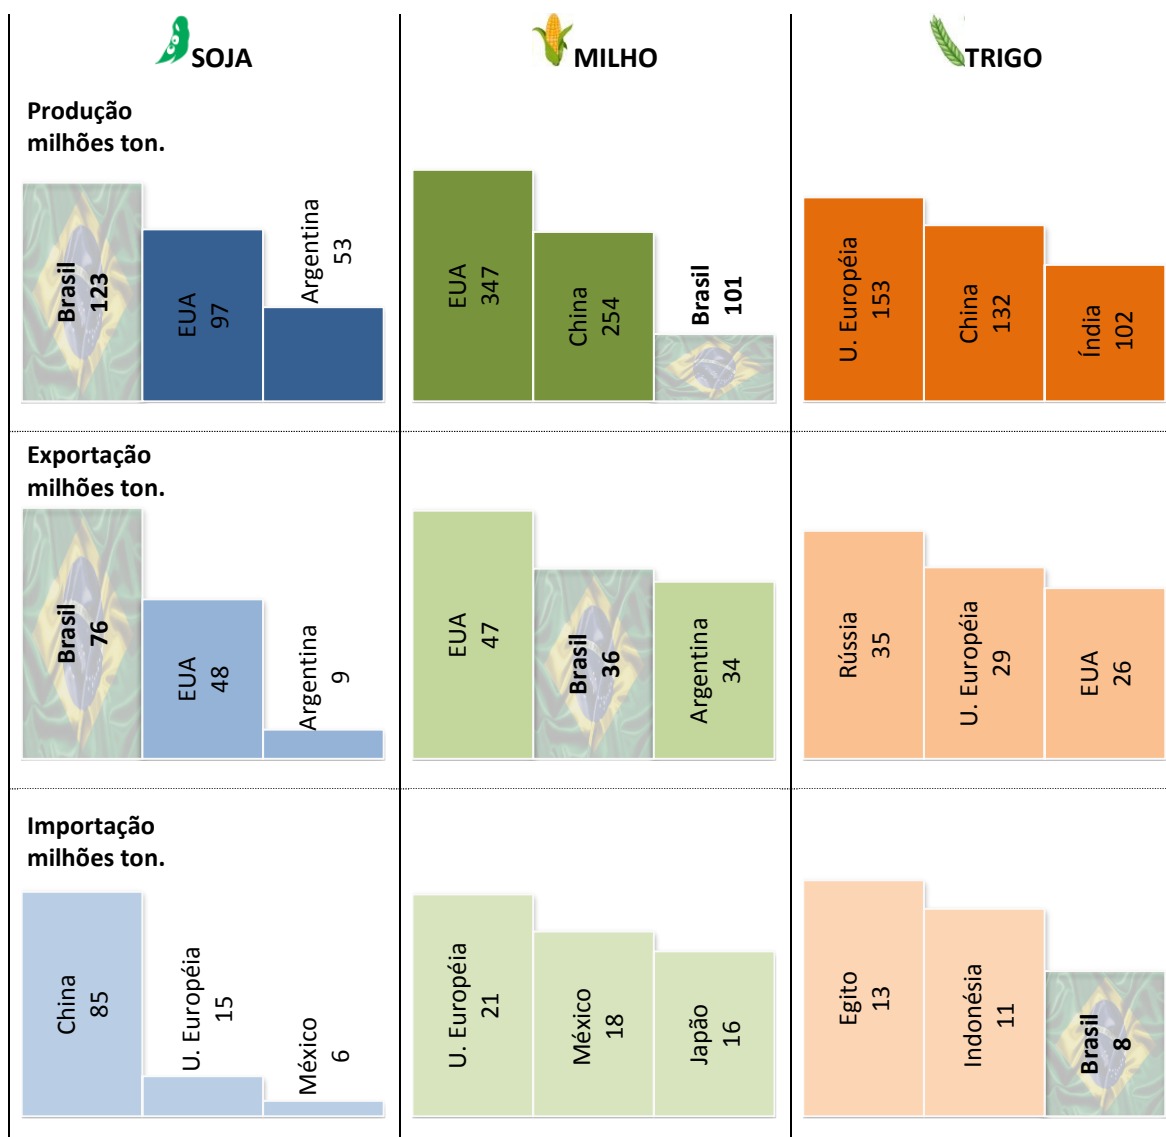 SOJA
MILHO
TRIGO
Produção
milhões ton.
Brasil
123
EUA
97
Argentina
53
EUA
347
China
254
Brasil
101
U. Européia
153
China
132
Índia
102
Exportação
milhões ton.
Brasil
76
EUA
48
Argentina
9
EUA
47
Brasil
36
Argentina
34
Rússia
35
U. Européia
29
EUA
26
Importação
milhões ton.
China
85
U. Européia
15
México
6
U. Européia
21
México
18
Japão
16
Egito
13
Indonésia
11
Brasil
8